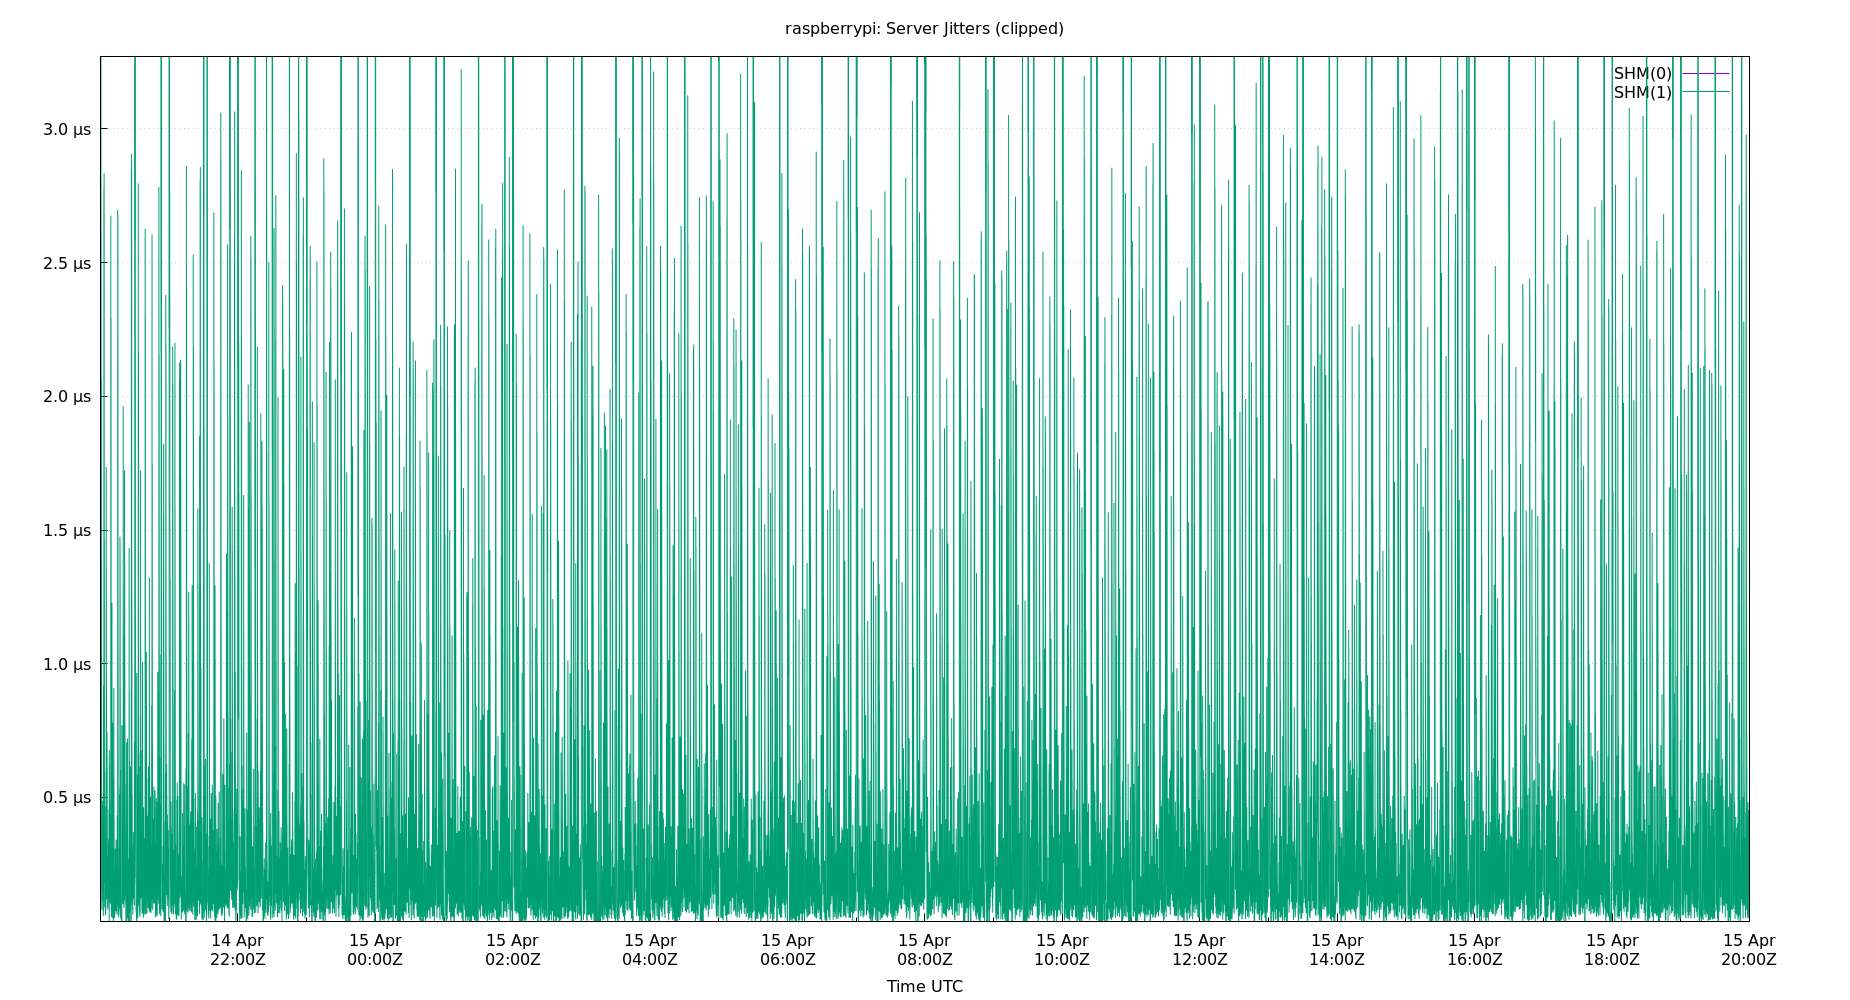 raspberrypi: Server Jitters (clipped)
SHM(0)
SHM(1)
3.0 µs
2.5 µs
2.0 µs
1.5 µs
1.0 µs
0.5 µs
14 Apr 15 Apr 15 Apr 15 Apr 15 Apr 15 Apr 15 Apr 15 Apr 15 Apr 15 Apr 15 Apr 15 Apr
22:00Z 00:00Z 02:00Z 04:00Z 06:00Z 08:00Z 10:00Z 12:00Z 14:00Z 16:00Z 18:00Z 20:00Z
Time UTC